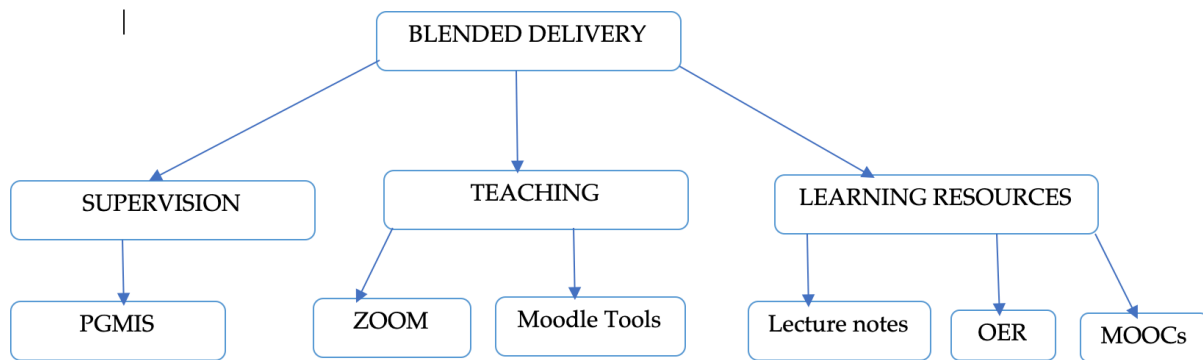 BLENDED DELIVERY
SUPERVISION
TEACHING
LEARNING RESOURCES
PGMIS
ZOOM
Moodle Tools
Lecture notes
OER
MOOCs